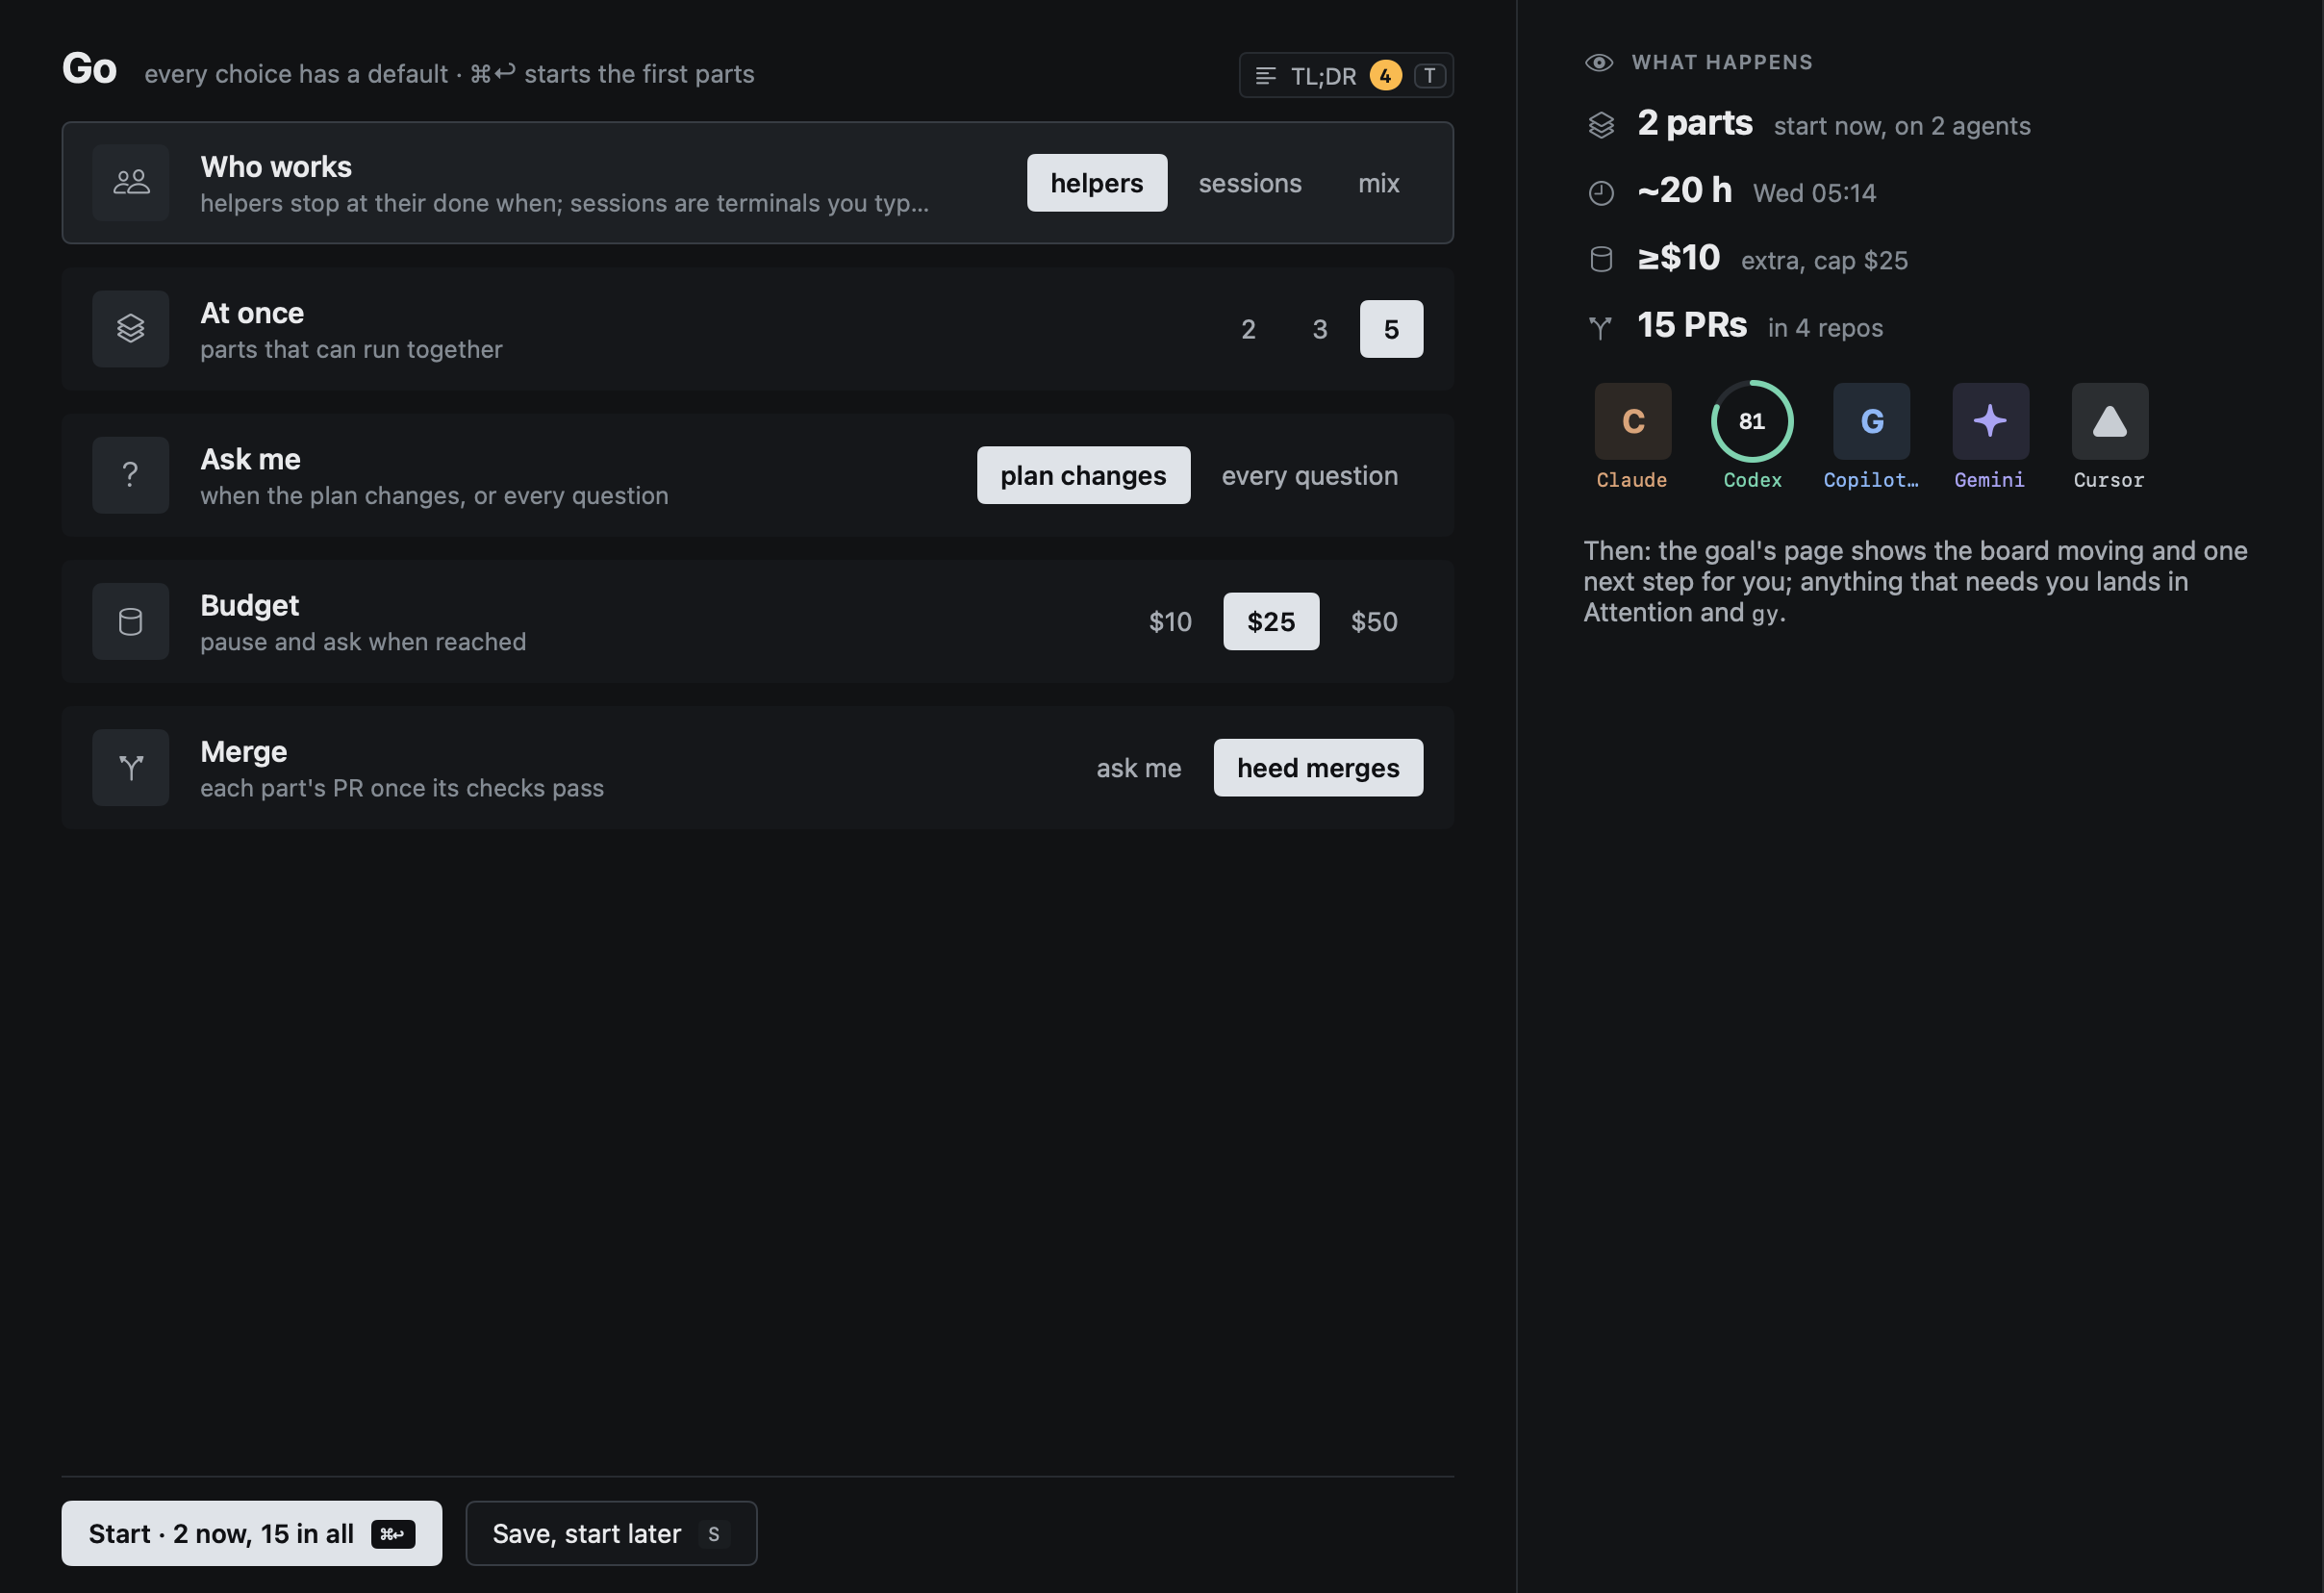 Go every choice has a default · ⌘↩ starts the first parts
TL;DR 4 T
Who works
helpers stop at their done when; sessions are terminals you typ…
helpers sessions mix
At once
parts that can run together
2 3 5
?
Ask me
when the plan changes, or every question
plan changes every question
Budget
pause and ask when reached
$10 $25 $50
Merge
each part's PR once its checks pass
ask me heed merges
Start · 2 now, 15 in all ⌘↩
Save, start later S
WHAT HAPPENS
2 parts start now, on 2 agents
~20 h Wed 05:14
≥$10 extra, cap $25
15 PRs in 4 repos
C 81 G
Claude Codex Copilot… Gemini Cursor
Then: the goal's page shows the board moving and one
next step for you; anything that needs you lands in
Attention and gy.